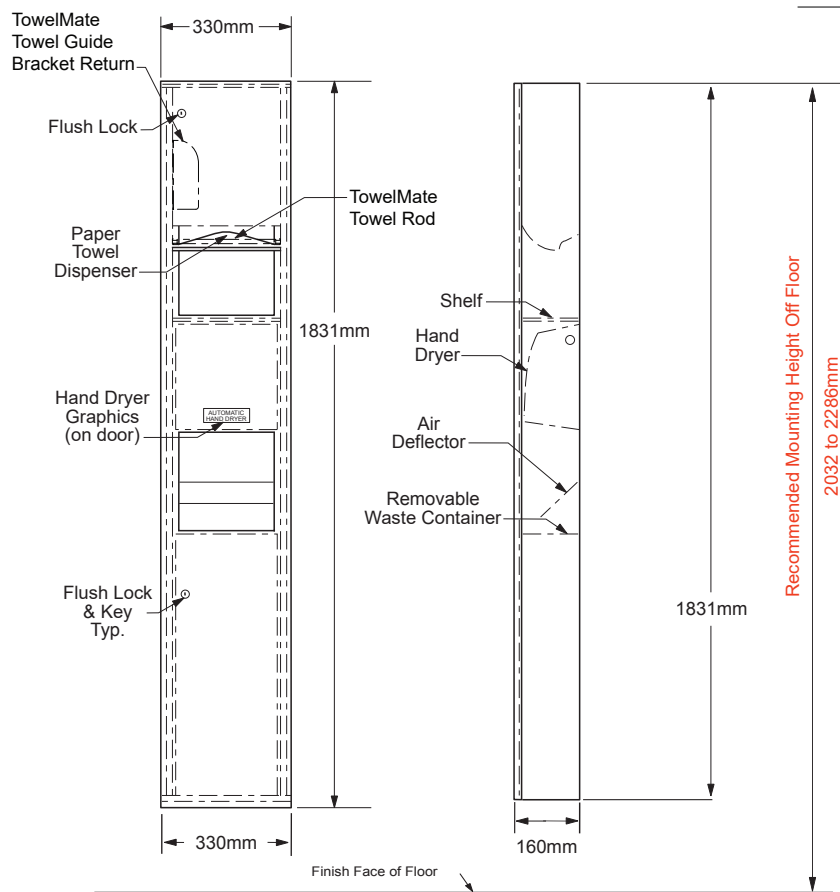 TowelMate
Towel Guide
Bracket Return
330mm
Flush Lock
TowelMate
Towel Rod
Paper
Towel
Dispenser
Shelf
1831mm
Hand
Dryer
Hand Dryer
Graphics
(on door)
AUTOMATIC
HAND DRYER
Air
Deflector
Removable
Waste Container
Flush Lock
& Key
Typ.
1831mm
Recommended Mounting Height Off Floor
2032 to 2286mm
330mm
160mm
Finish Face of Floor